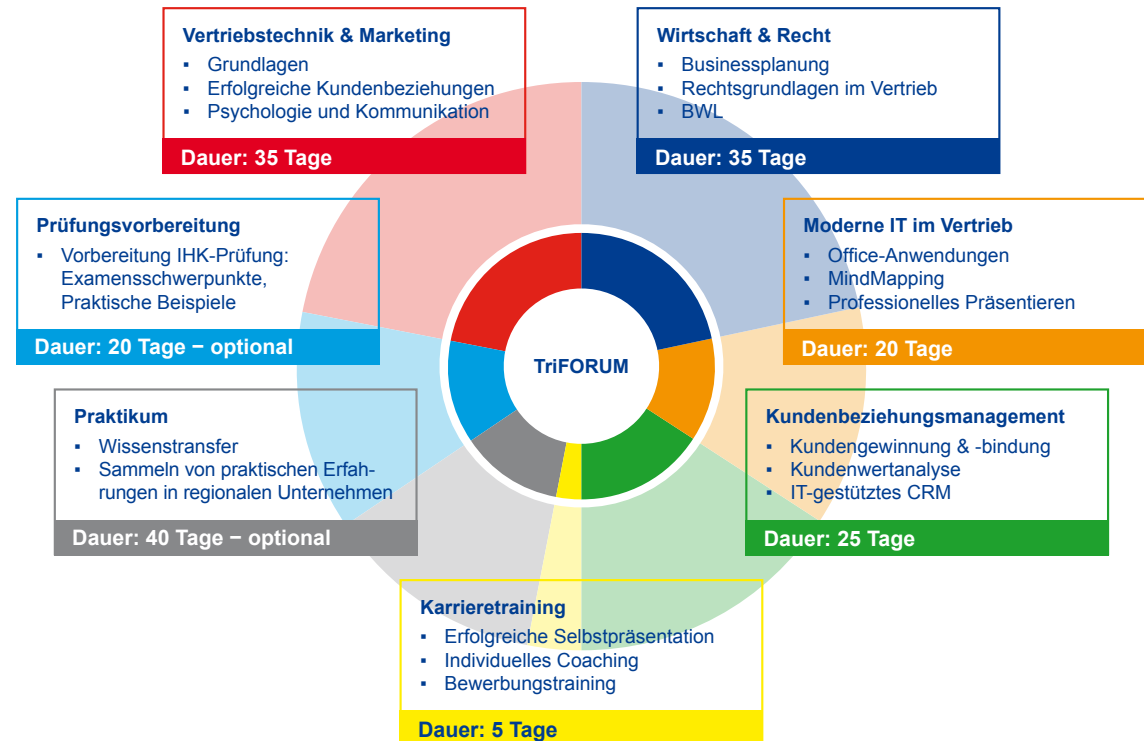 Vertriebstechnik & Marketing
▪ Grundlagen
▪ Erfolgreiche Kundenbeziehungen
▪ Psychologie und Kommunikation
Dauer: 35 Tage
Wirtschaft & Recht
▪ Businessplanung
▪ Rechtsgrundlagen im Vertrieb
▪ BWL
Dauer: 35 Tage
Prüfungsvorbereitung
▪ Vorbereitung IHK-Prüfung:
Examensschwerpunkte,
Praktische Beispiele
Dauer: 20 Tage – optional
Moderne IT im Vertrieb
▪ Office-Anwendungen
▪ MindMapping
▪ Professionelles Präsentieren
Dauer: 20 Tage
TriFORUM
Praktikum
▪ Wissenstransfer
▪ Sammeln von praktischen Erfah-
rungen in regionalen Unternehmen
Dauer: 40 Tage – optional
Kundenbeziehungsmanagement
▪ Kundengewinnung & -bindung
▪ Kundenwertanalyse
▪ IT-gestütztes CRM
Dauer: 25 Tage
Karrieretraining
▪ Erfolgreiche Selbstpräsentation
▪ Individuelles Coaching
▪ Bewerbungstraining
Dauer: 5 Tage